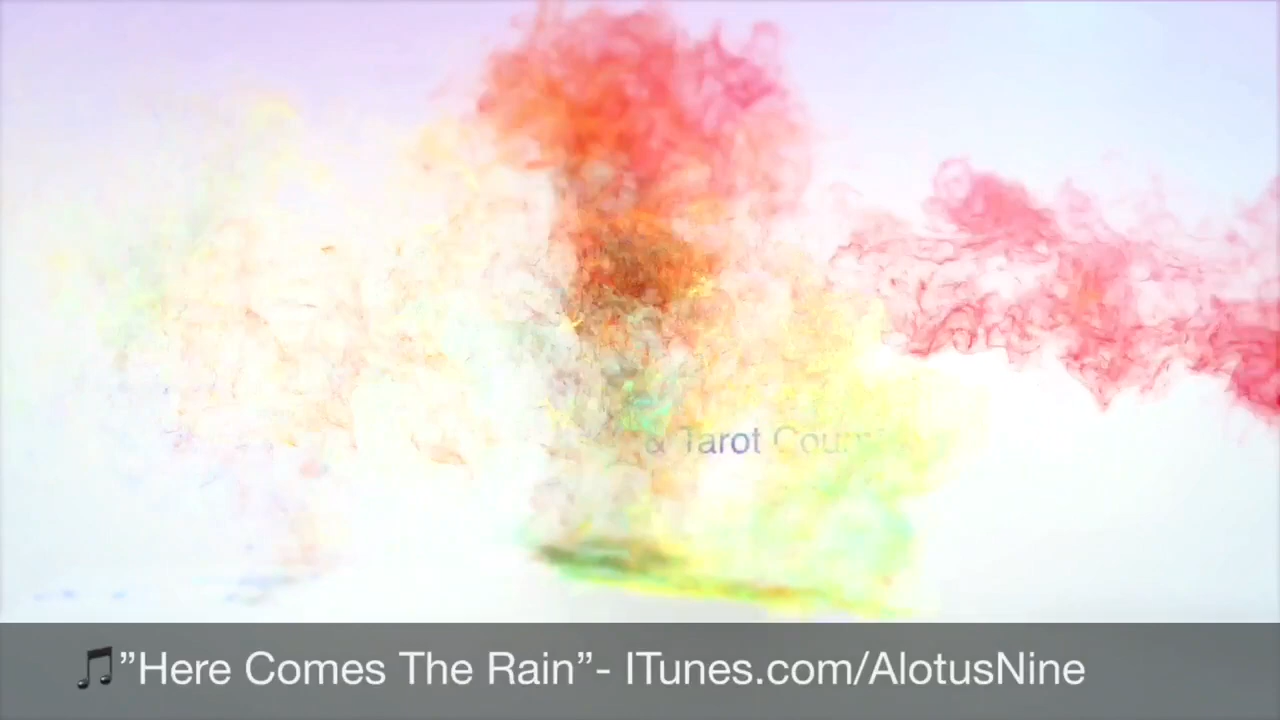 & Tarot
🎵”Here Comes The Rain”- ITunes.com/AlotusNine